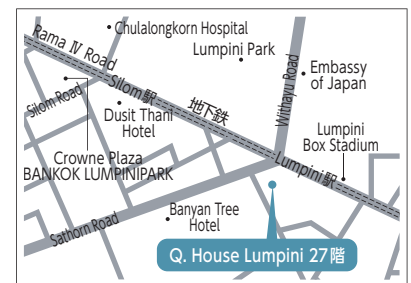 Chulalongkorn Hospital
Rama Ⅳ Road
Lumpini Park
Silom駅
Embassy
of Japan
Withayu Road
Silom Road
地下鉄
Dusit Thani
Hotel
Lumpini
Box Stadium
Crowne Plaza
BANKOK LUMPINIPARK
Lumpini駅
Banyan Tree
Hotel
Sathorn Road
Q. House Lumpini 27階